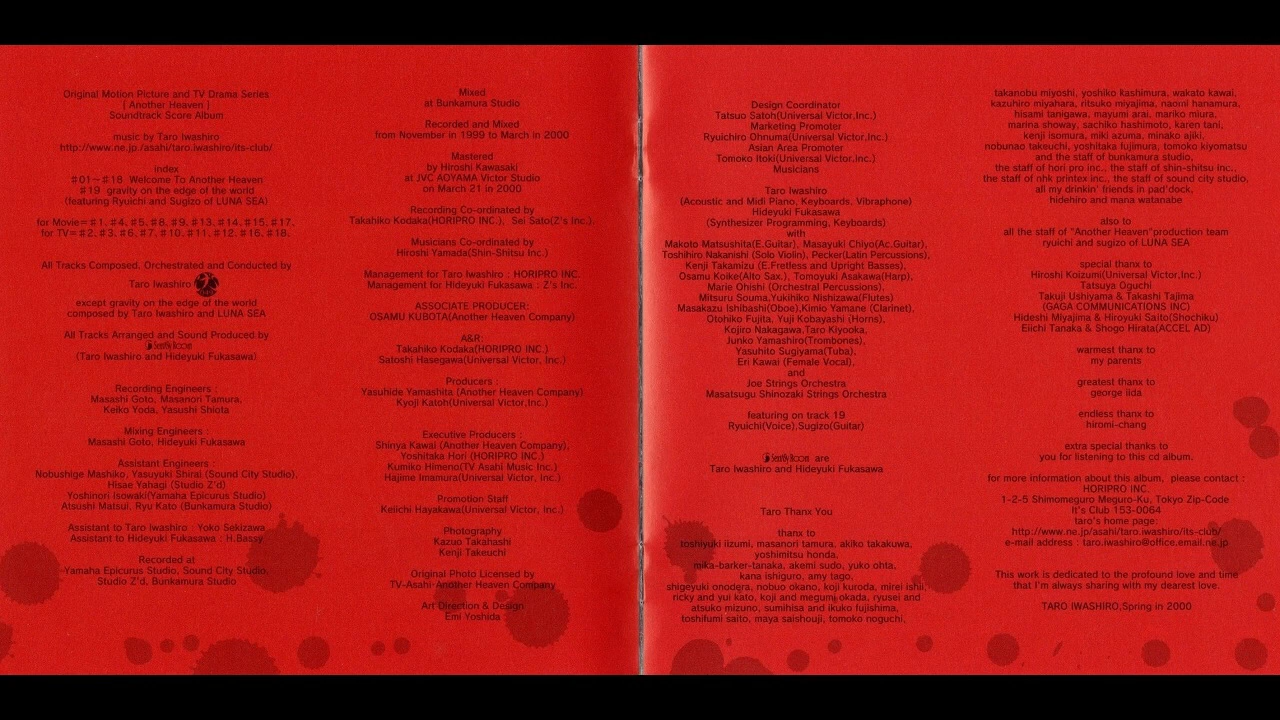 Original Motion Picture and TV Drama Series
[ Another Heaven ]
Soundtrack Score Album
music by Taro Iwashiro
http://www.ne.jp/asahi/taro.iwashiro/its-club/
index
#01~#18 Welcome To Another Heaven
#19 gravity on the edge of the world
(featuring Ryuichi and Sugizo of LUNA SEA)
for Movie=#1, #4, #5, #8, #9, #13, #14, #15, #17,
for TV=#2, #3, #6, #7, #10, #11, #12, #16, #18.
All Tracks Composed, Orchestrated and Conducted by
Taro Iwashiro
except gravity on the edge of the world
composed by Taro Iwashiro and LUNA SEA
All Tracks Arranged and Sound Produced by
(Taro Iwashiro and Hideyuki Fukasawa)
Recording Engineers :
Masashi Goto, Masanori Tamura,
Keiko Yoda, Yasushi Shiota
Mixing Engineers :
Masashi Goto, Hideyuki Fukasawa
Assistant Engineers :
Nobushige Mashiko, Yasuyuki Shirai (Sound City Studio),
Hisae Yahagi (Studio Z'd)
Yoshinori Isowaki(Yamaha Epicurus Studio)
Atsushi Matsui, Ryu Kato (Bunkamura Studio)
Assistant to Taro Iwashiro : Yoko Sekizawa
Assistant to Hideyuki Fukasawa : H.Bassy
Recorded at
Yamaha Epicurus Studio, Sound City Studio,
Studio Z'd, Bunkamura Studio
Mixed
at Bunkamura Studio
Recorded and Mixed
from November in 1999 to March in 2000
Mastered
by Hiroshi Kawasaki
at JVC AOYAMA Victor Studio
on March 21 in 2000
Recording Co-ordinated by
Takahiko Kodaka(HORIPRO INC.), Sei Sato(Z's Inc.).
Musicians Co-ordinated by
Hiroshi Yamada(Shin-Shitsu Inc.)
Management for Taro Iwashiro : HORIPRO INC.
Management for Hideyuki Fukasawa : Z's Inc.
ASSOCIATE PRODUCER:
OSAMU KUBOTA(Another Heaven Company)
A&R:
Takahiko Kodaka(HORIPRO INC.)
Satoshi Hasegawa(Universal Victor, Inc.)
Producers :
Yasuhide Yamashita (Another Heaven Company)
Kyoji Katoh(Universal Victor,Inc.)
Executive Producers :
Shinya Kawai (Another Heaven Company),
Yoshitaka Hori (HORIPRO INC.)
Kumiko Himeno(TV Asahi Music Inc.)
Hajime Imamura(Universal Victor, Inc.)
Promotion Staff
Keiichi Hayakawa(Universal Victor, Inc.)
Photography
Kazuo Takahashi
Kenji Takeuchi
Original Photo Licensed by
TV-Asahi-Another Heaven Company
Art Direction & Design
Emi Yoshida
Design Coordinator
Tatsuo Satoh(Universal Victor,Inc.)
Marketing Promoter
Ryuichiro Ohnuma(Universal Victor,Inc.)
Asian Area Promoter
Tomoko Itoki(Universal Victor,Inc.)
Musicians
Taro Iwashiro
(Acoustic and Midi Piano, Keyboards, Vibraphone)
Hideyuki Fukasawa
(Synthesizer Programming, Keyboards)
with
Makoto Matsushita(E.Guitar), Masayuki Chiyo(Ac.Guitar),
Toshihiro Nakanishi (Solo Violin), Pecker(Latin Percussions),
Kenji Takamizu (E.Fretless and Upright Basses),
Osamu Koike(Alto Sax.), Tomoyuki Asakawa(Harp),
Marie Ohishi (Orchestral Percussions),
Mitsuru Souma,Yukihiko Nishizawa(Flutes)
Masakazu Ishibashi(Oboe),Kimio Yamane (Clarinet),
Otohiko Fujita, Yuji Kobayashi (Horns),
Kojiro Nakagawa,Taro Kiyooka,
Junko Yamashiro(Trombones),
Yasuhito Sugiyama(Tuba),
Eri Kawai (Female Vocal),
and
Joe Strings Orchestra
Masatsugu Shinozaki Strings Orchestra
featuring on track 19
Ryuichi(Voice),Sugizo(Guitar)
are
Taro Iwashiro and Hideyuki Fukasawa
Taro Thank You
thanx to
toshiyuki iizumi, masanori tamura, akiko takakuwa,
yoshimitsu honda,
mika-barker-tanaka, akemi sudo, yuko ohta,
kana ishiguro, amy tago,
shigeyuki onodera, nobuo okano, koji kuroda, mirei ishii,
ricky and yui kato, koji and megumi okada, ryusei and
atsuko mizuno, sumihisa and ikuko fujishima,
toshifumi saito, maya saishouji, tomoko noguchi,
takanobu miyoshi, yoshiko kashimura, waka kawai,
kazuhiro miyahara, ritsuko miyajima, naomi hanamura,
hisami tanigawa, mayumi arai, mariko miura,
marina showay, sachiko hashimoto, karen tani,
kenji isomura, miki azuma, minako ajiki,
nobunao takeuchi, yoshitaka fujimura, tomoko kiyomatsu
and the staff of bunkamura studio,
the staff of hori pro inc., the staff of shin-shitsu inc.,
the staff of nhk printex inc., the staff of sound city studio,
all my drinkin' friends in pad'dock,
hidehiro and mana watanabe
also to
all the staff of "Another Heaven"production team
ryuichi and sugizo of LUNA SEA
special thanx to
Hiroshi Koizumi(Universal Victor,Inc.)
Tatsuya Oguchi
Takuji Ushiyama & Takashi Tajima
(GAGA COMMUNICATIONS INC)
Hideshi Miyajima & Hiroyuki Saito(Shochiku)
Eiichi Tanaka & Shogo Hirata(ACCEL AD)
warmest thanx to
my parents
greatest thanx to
george iida
endless thanx to
hiromi-chang
extra special thanks to
you for listening to this cd album.
for more information about this album, please contact :
HORIPRO INC.
1-2-5 Shimomeguro Meguro-Ku, Tokyo Zip-Code
It's Club 153-0064
taro's home page:
http://www.ne.jp/asahi/taro.iwashiro/its-club/
e-mail address : taro.iwashiro@office.email.ne.jp
This work is dedicated to the profound love and time
that I'm always sharing with my dearest love.
TARO IWASHIRO,Spring in 2000